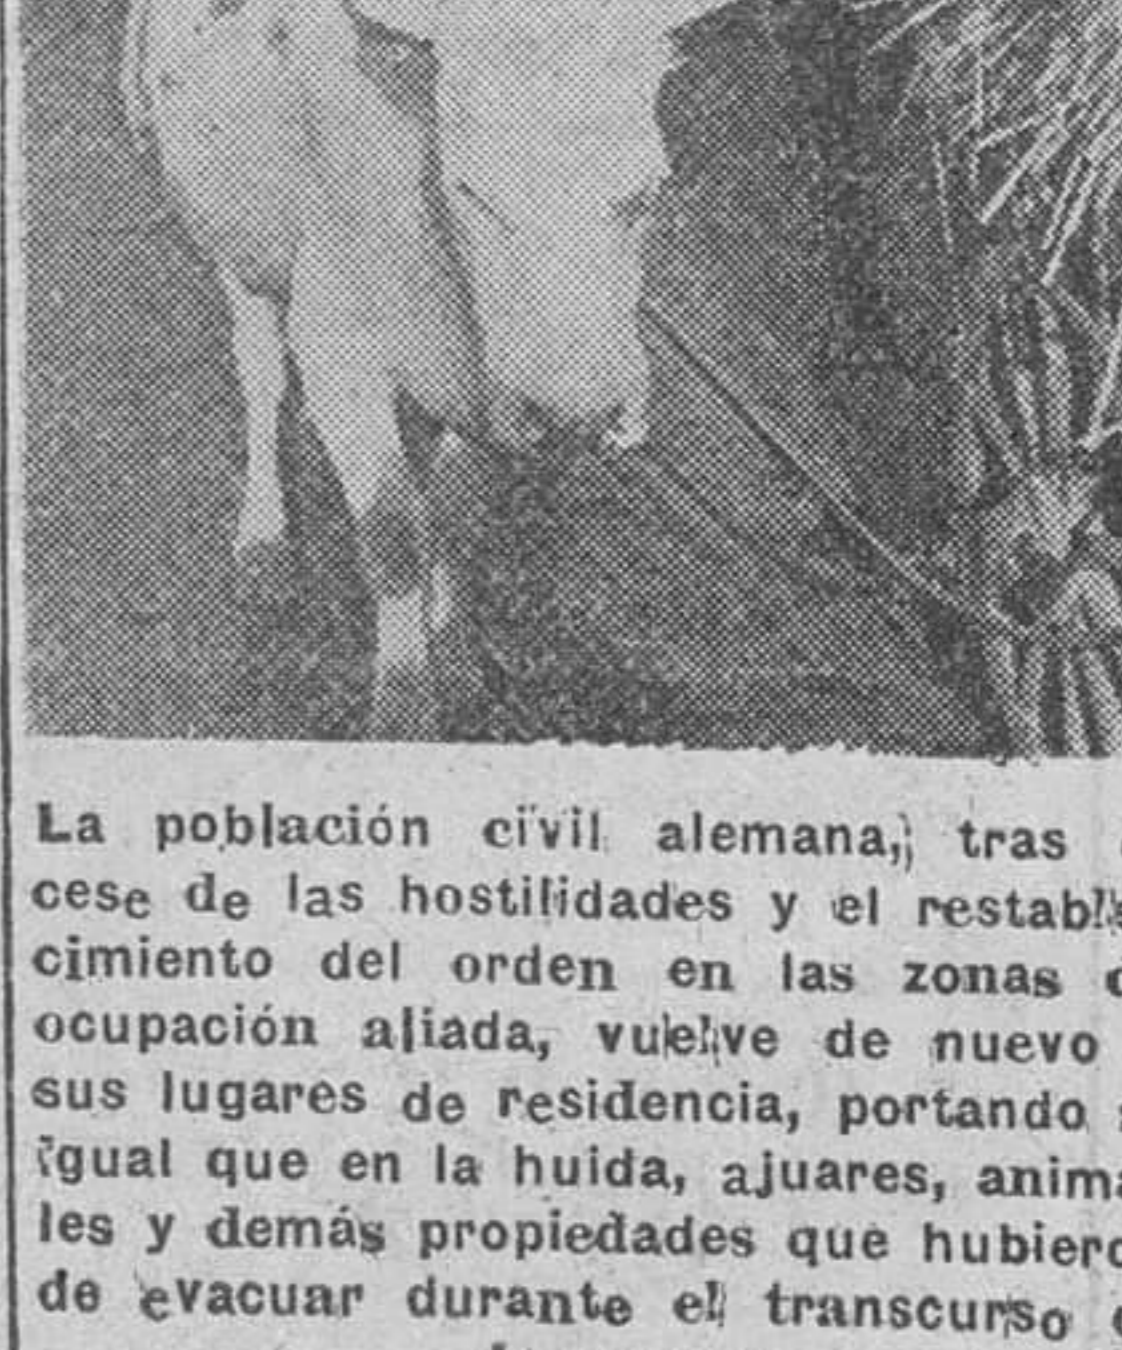 La población civil alemana, tras
cese de las hostilidades y el restable
cimiento del orden en las zonas
ocupación aliada, vuelve de nuevo
sus lugares de residencia, portando
igual que en la huida, ajuares, anima
les y demás propiedades que hubiero
de evacuar durante el transcurso